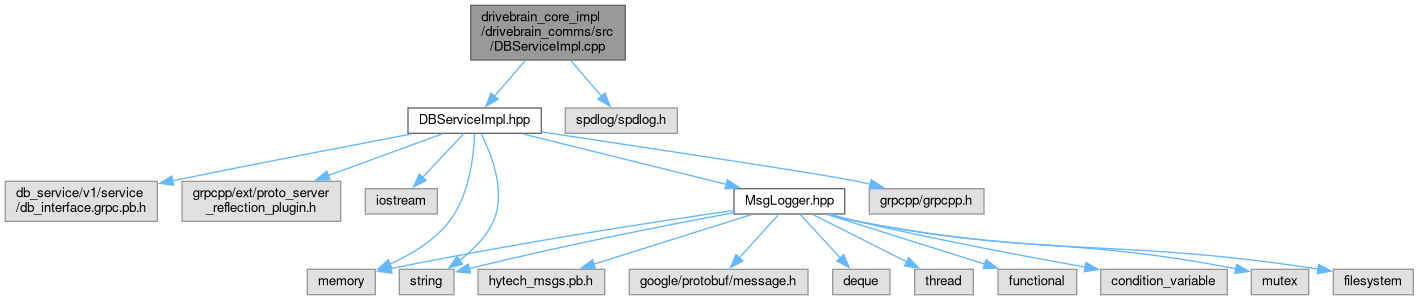 drivebrain_core_impl
/drivebrain_comms/src
/DBServiceImpl.cpp
DBServiceImpl.hpp
spdlog/spdlog.h
db_service/v1/service
/db_interface.grpc.pb.h
grpcpp/ext/proto_server
_reflection_plugin.h
iostream
MsgLogger.hpp
grpcpp/grpcpp.h
memory
string
hytech_msgs.pb.h
google/protobuf/message.h
deque
thread
functional
condition_variable
mutex
filesystem